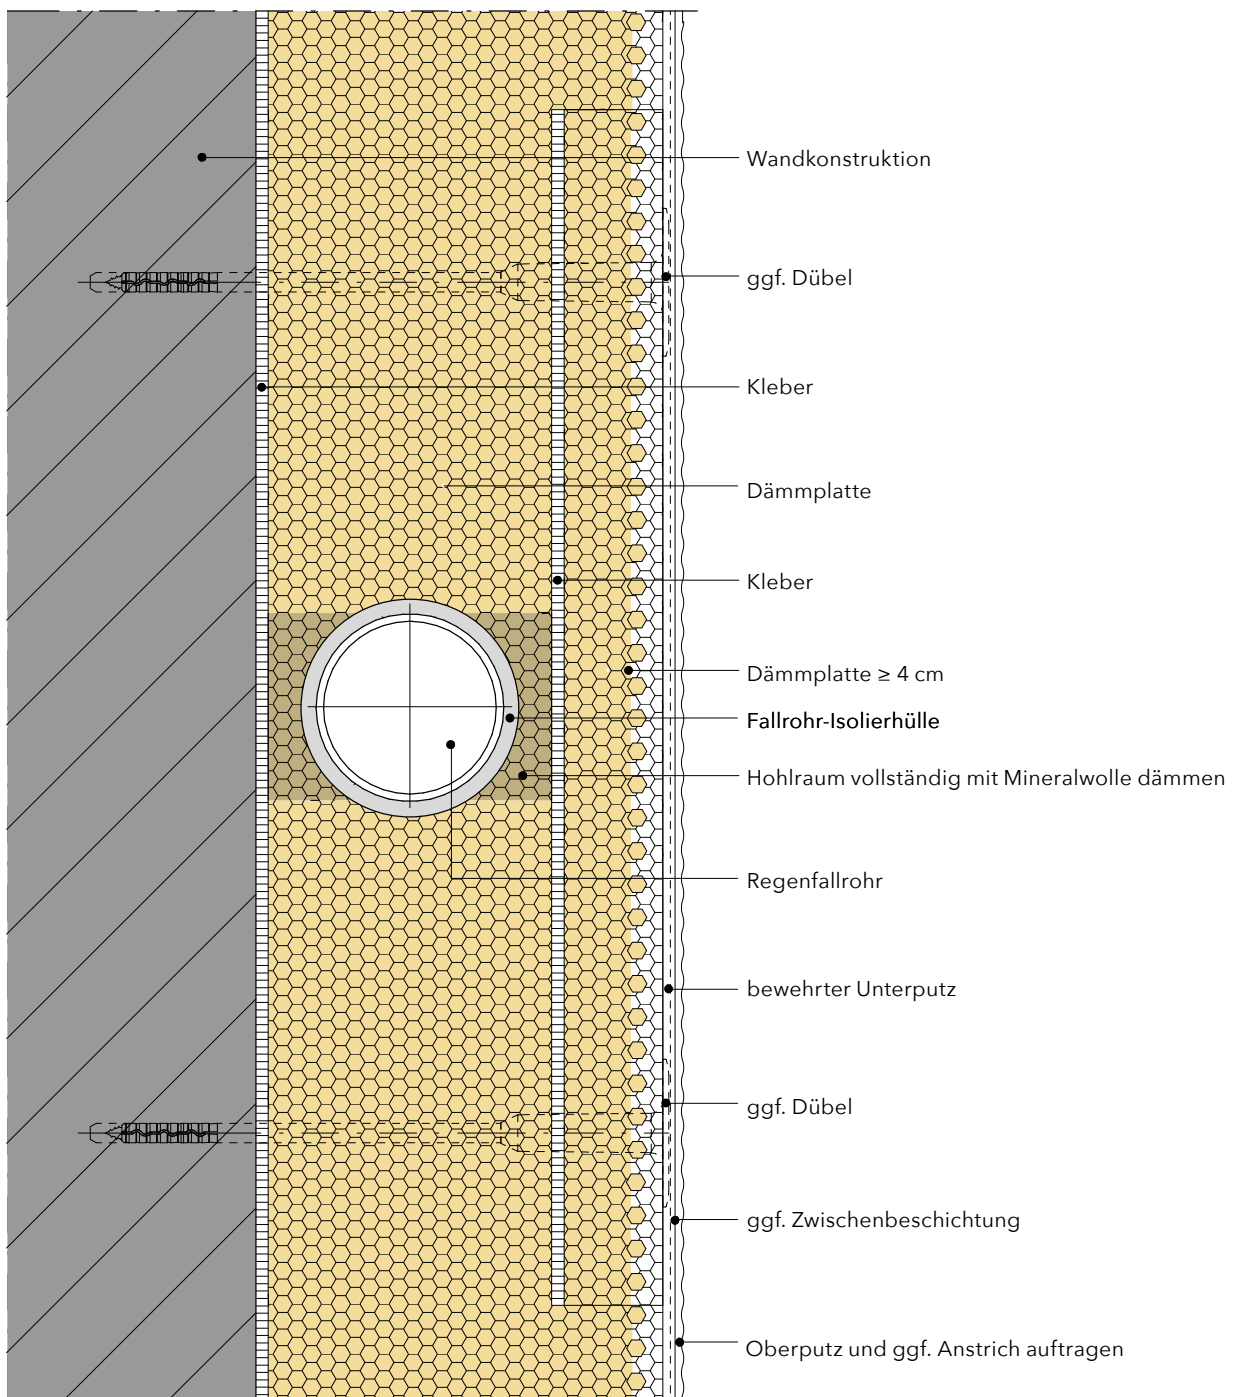 Wandkonstruktion
ggf. Dübel
Kleber
Dämmplatte
Kleber
Dämmplatte ≥ 4 cm
Fallrohr-Isolierhülle
Hohlraum vollständig mit Mineralwolle dämmen
Regenfallrohr
bewehrter Unterputz
ggf. Dübel
ggf. Zwischenbeschichtung
Oberputz und ggf. Anstrich auftragen